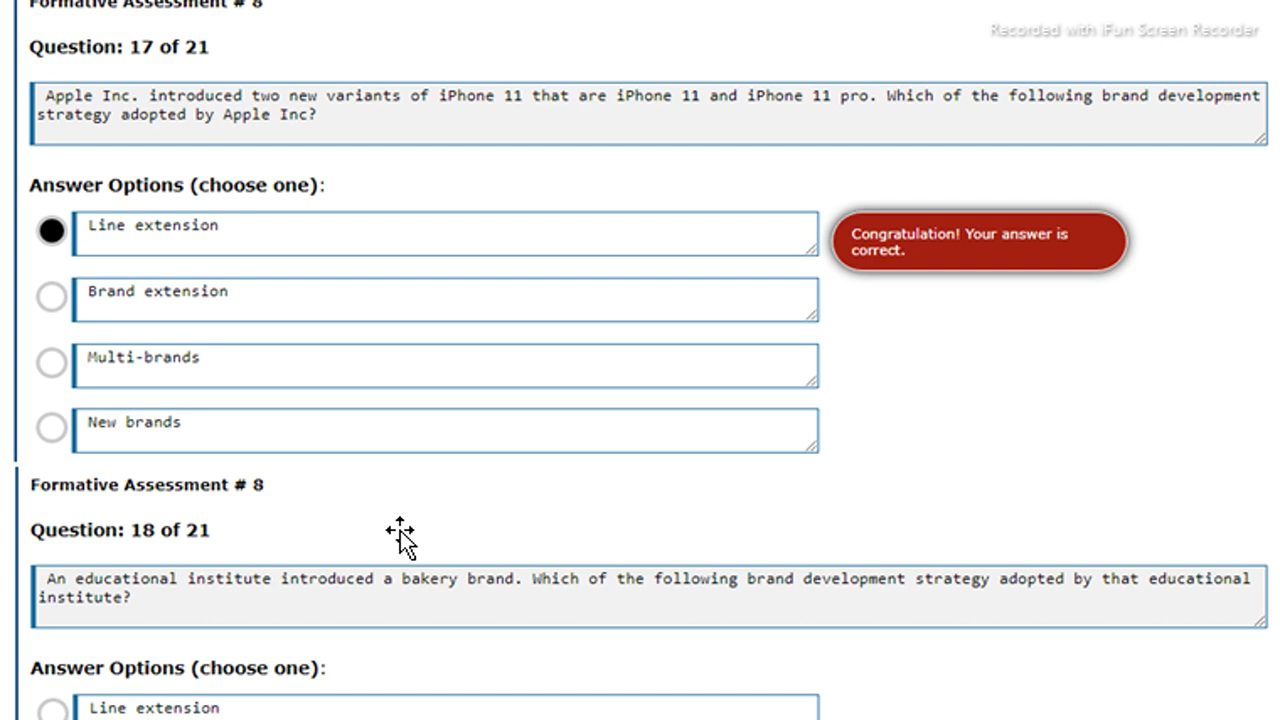 Formative Assessment # 8
Recorded with iFun Screen Recorder
Question: 17 of 21
Apple Inc. introduced two new variants of iPhone 11 that are iPhone 11 and iPhone 11 pro. Which of the following brand development
strategy adopted by Apple Inc?
Answer Options (choose one):
Line extension
Congratulation! Your answer is
correct.
Brand extension
Multi-brands
New brands
Formative Assessment # 8
Question: 18 of 21
An educational institute introduced a bakery brand. Which of the following brand development strategy adopted by that educational
institute?
Answer Options (choose one):
Line extension